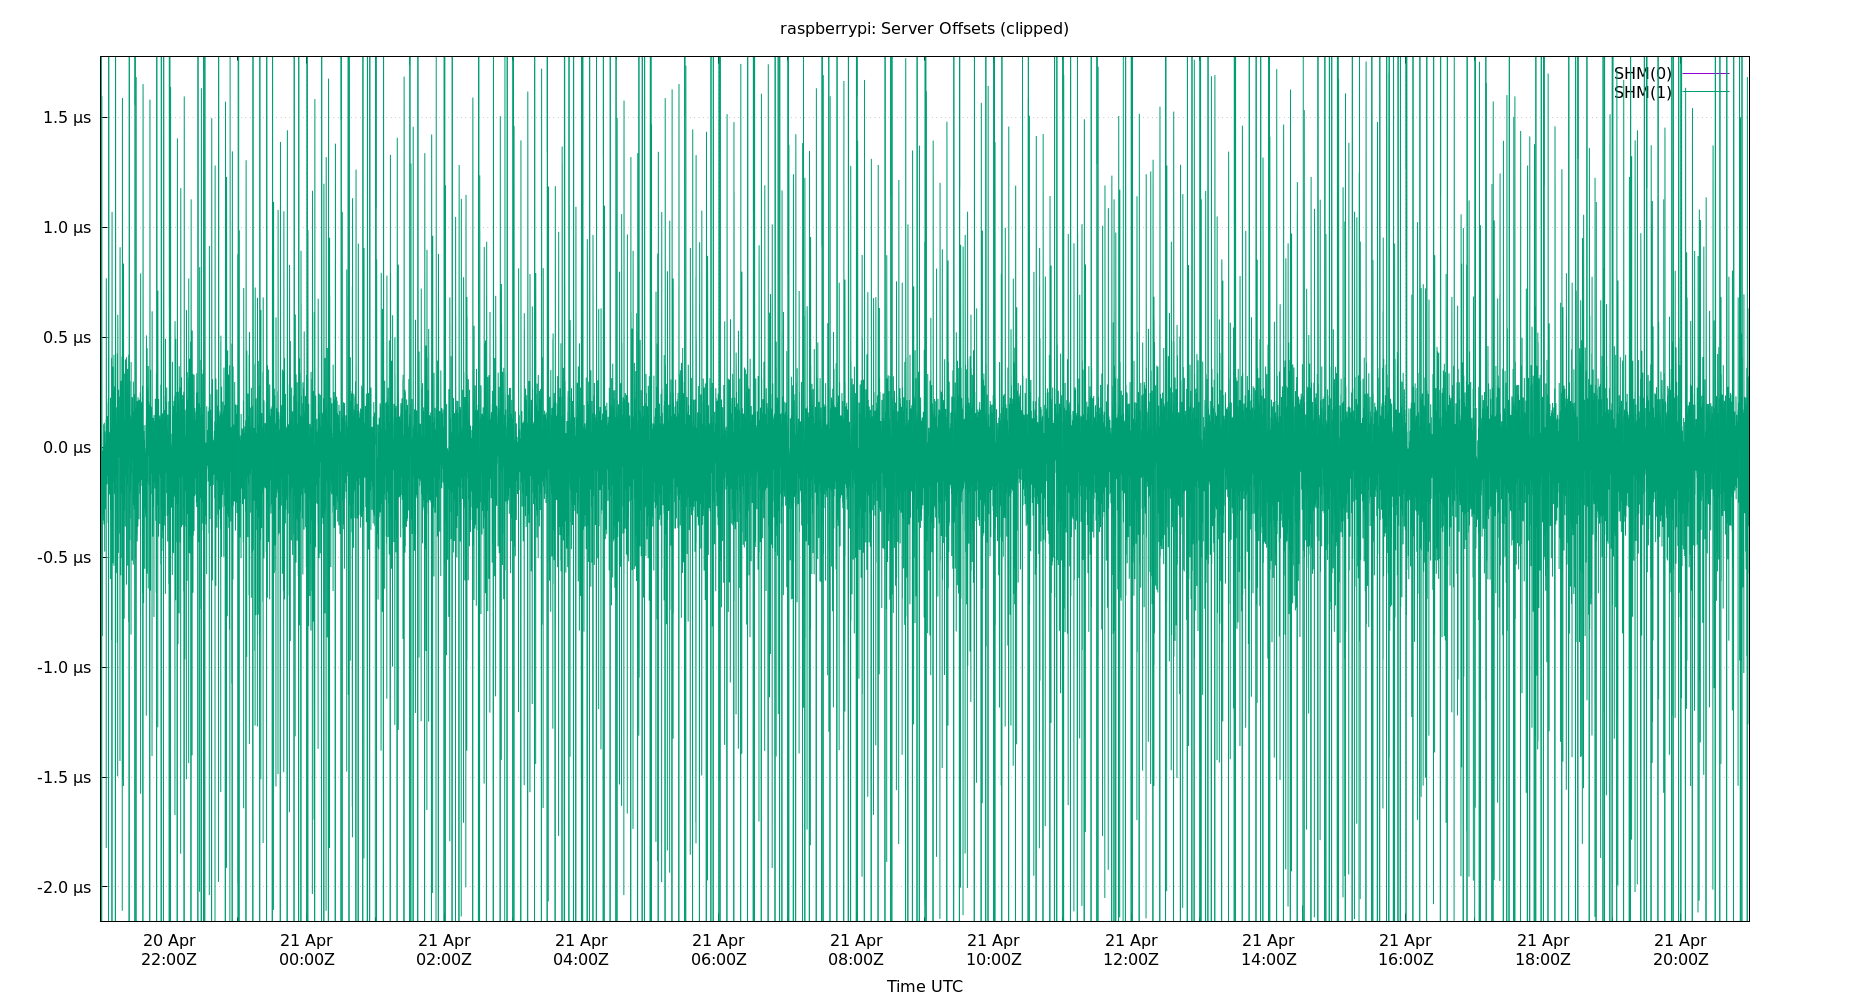 raspberrypi: Server Offsets (clipped)
SHM(0)
SHM(1)
1.5 µs
1.0 µs
0.5 µs
0.0 µs
-0.5 µs
-1.0 µs
-1.5 µs
-2.0 µs
20 Apr 21 Apr 21 Apr 21 Apr 21 Apr 21 Apr 21 Apr 21 Apr 21 Apr 21 Apr 21 Apr 21 Apr
22:00Z 00:00Z 02:00Z 04:00Z 06:00Z 08:00Z 10:00Z 12:00Z 14:00Z 16:00Z 18:00Z 20:00Z
Time UTC